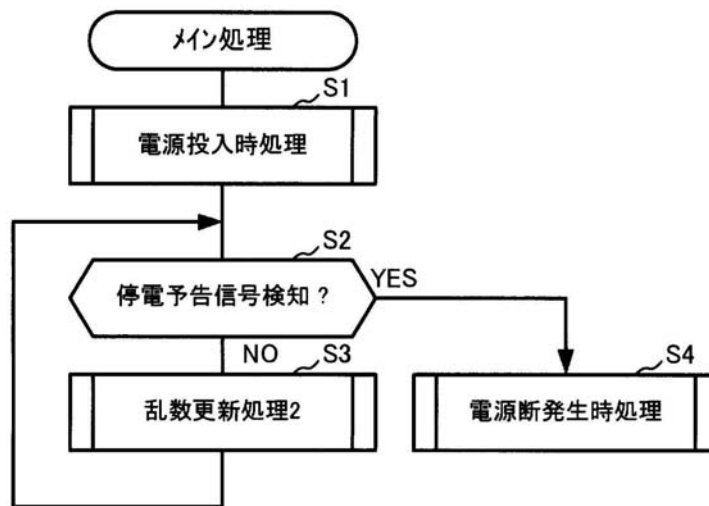 メイン処理
S1
電源投入時処理
S2
停電予告信号検知？
YES
NO
S3
乱数更新処理2
S4
電源断発生時処理